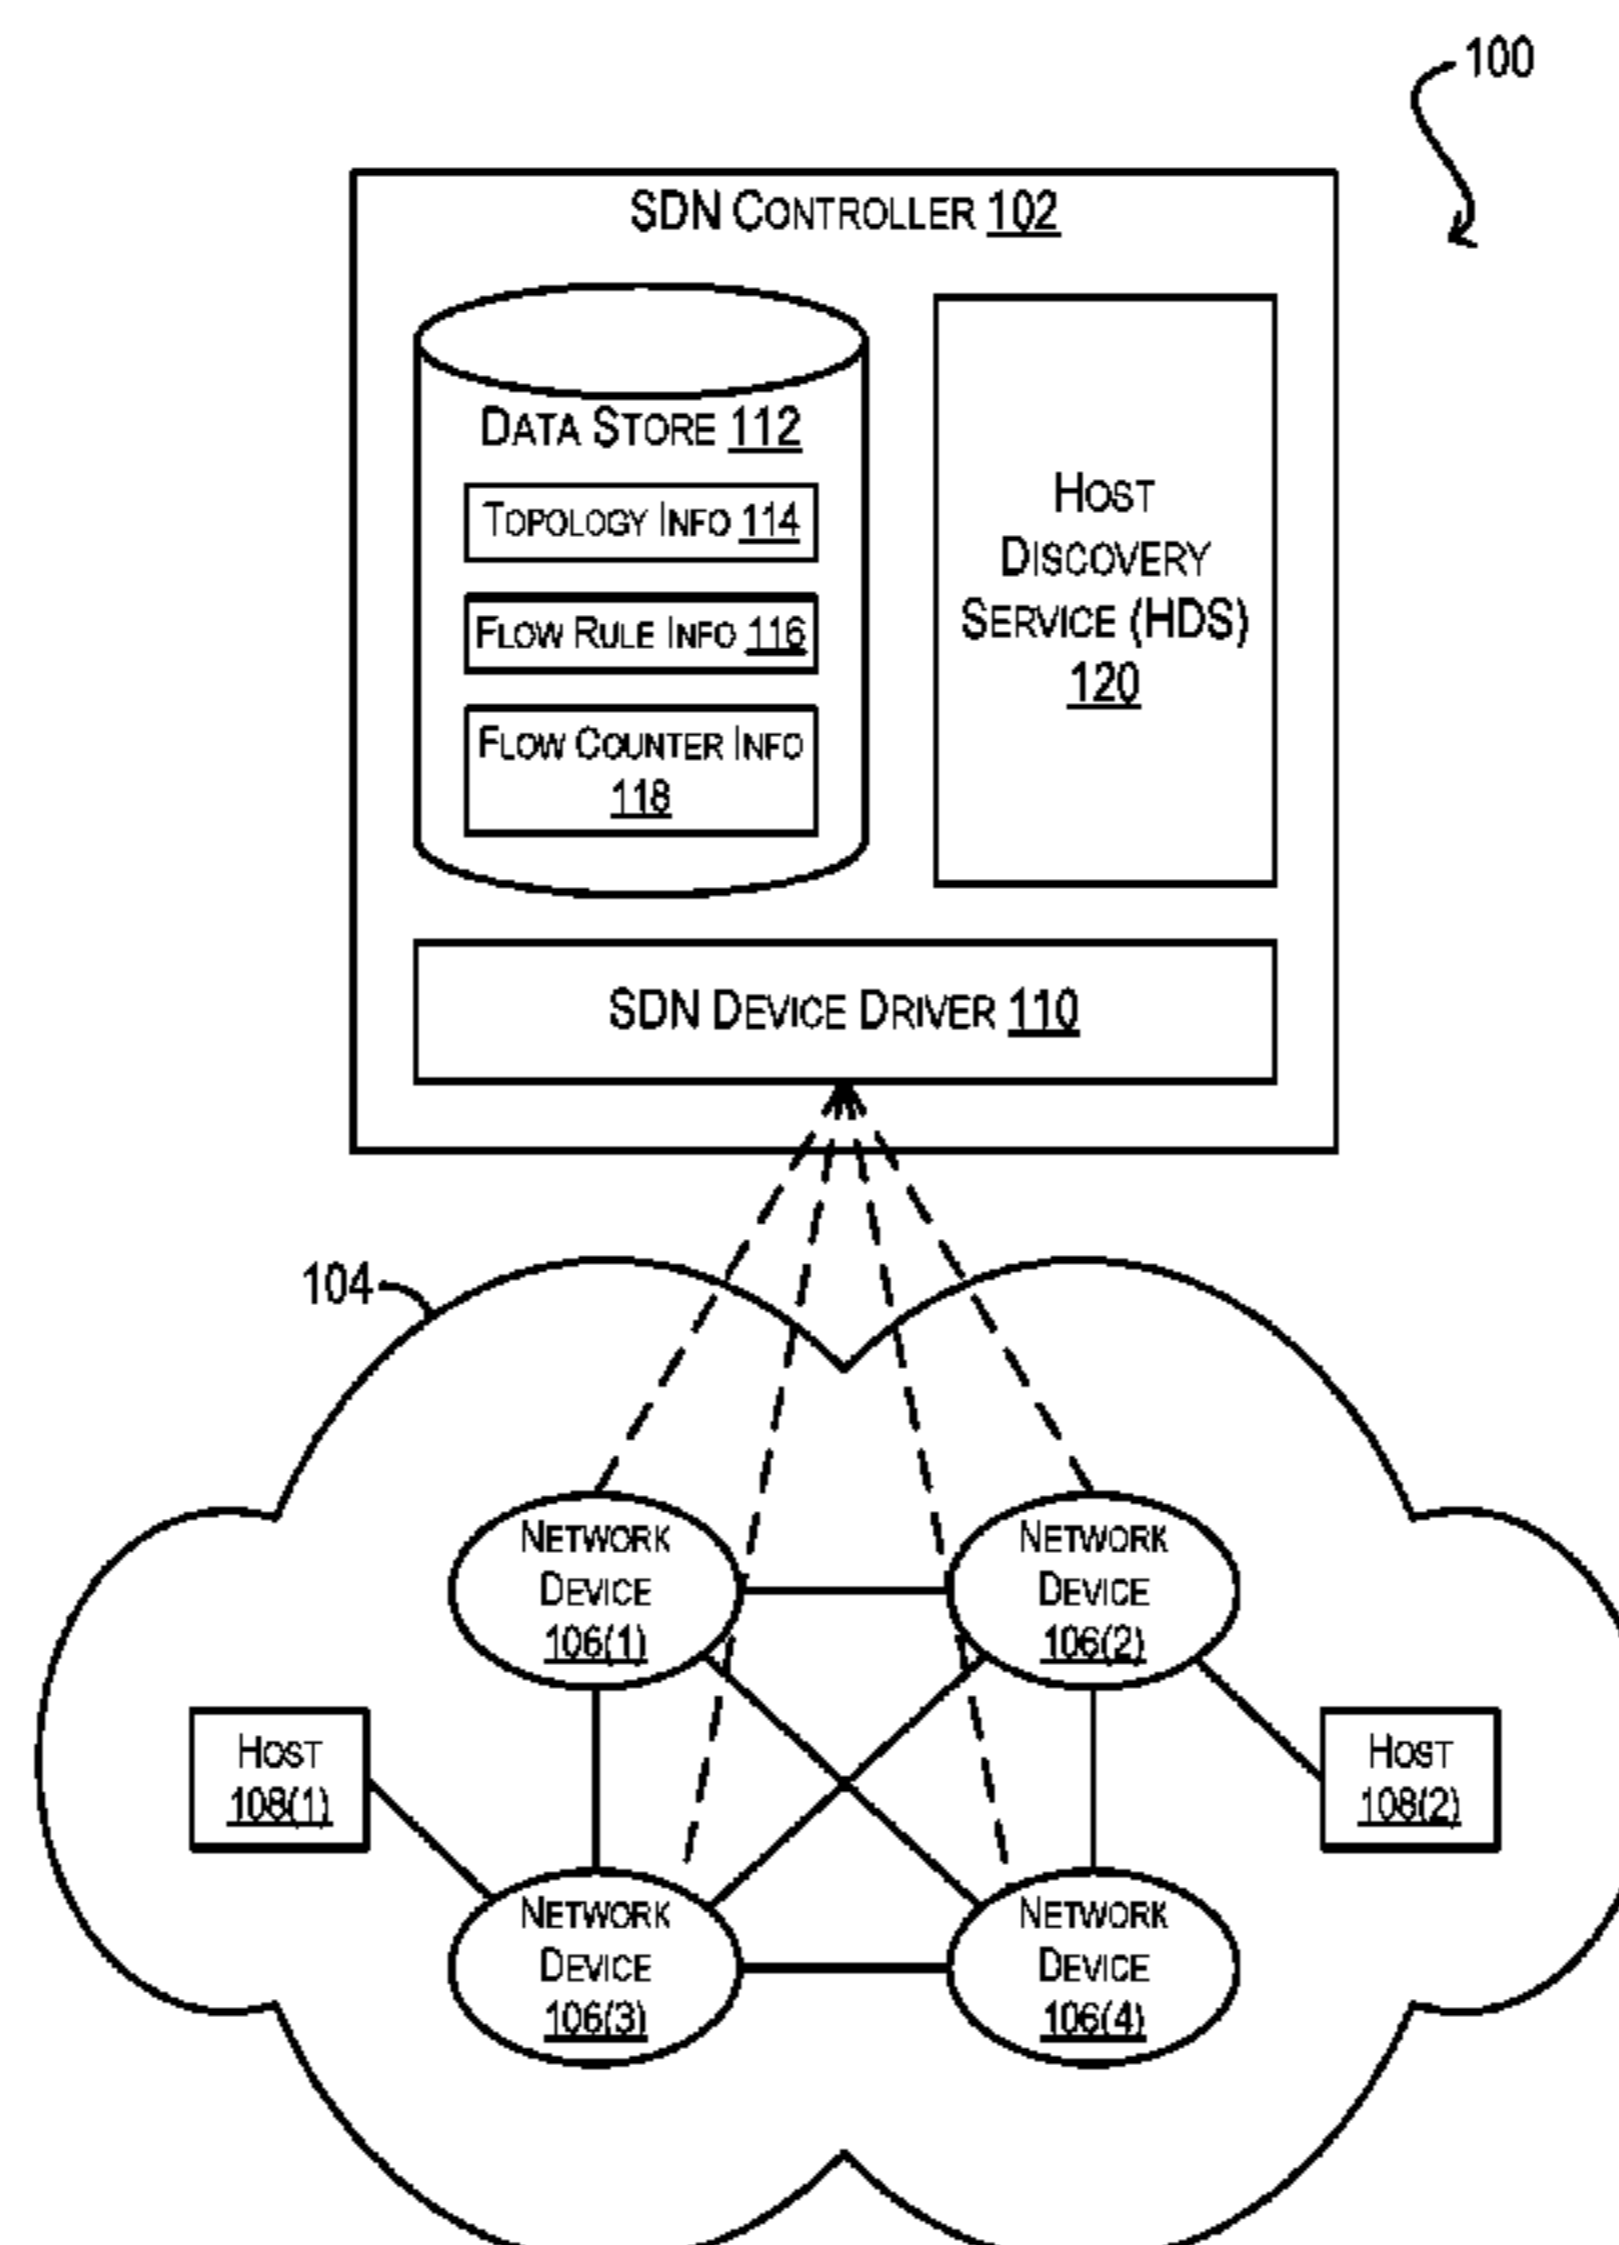 100
SDN CONTROLLER 102
DATA STORE 112
TOPOLOGY INFO 114
FLOW RULE INFO 116
FLOW COUNTER INFO
118
HOST
DISCOVERY
SERVICE (HDS)
120
SDN DEVICE DRIVER 110
104
NETWORK
DEVICE
106(1)
NETWORK
DEVICE
106(2)
HOST
108(1)
HOST
108(2)
NETWORK
DEVICE
106(3)
NETWORK
DEVICE
106(4)